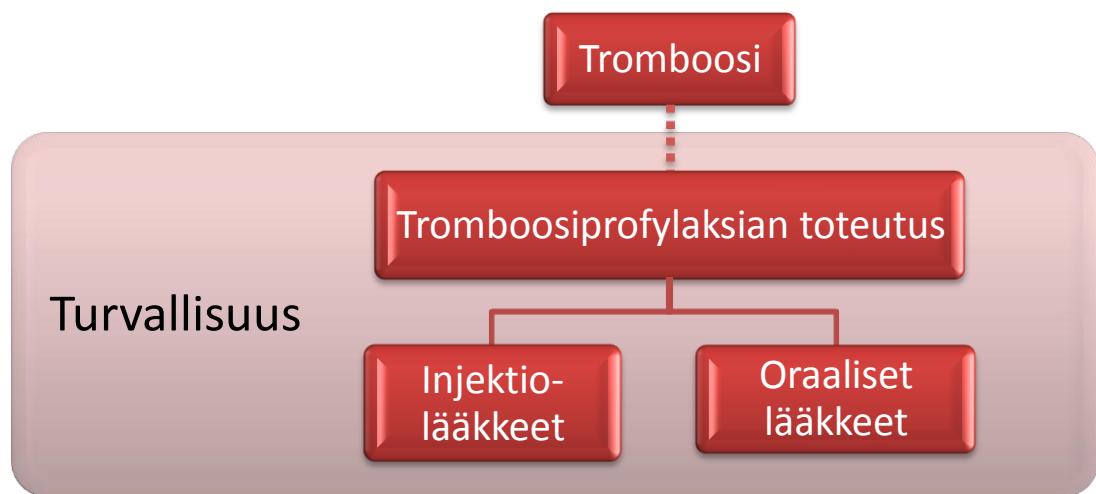 Tromboosi
Tromboosiprofylaksian toteutus
Turvallisuus
Injektio-
lääkkeet
Oraaliset
lääkkeet